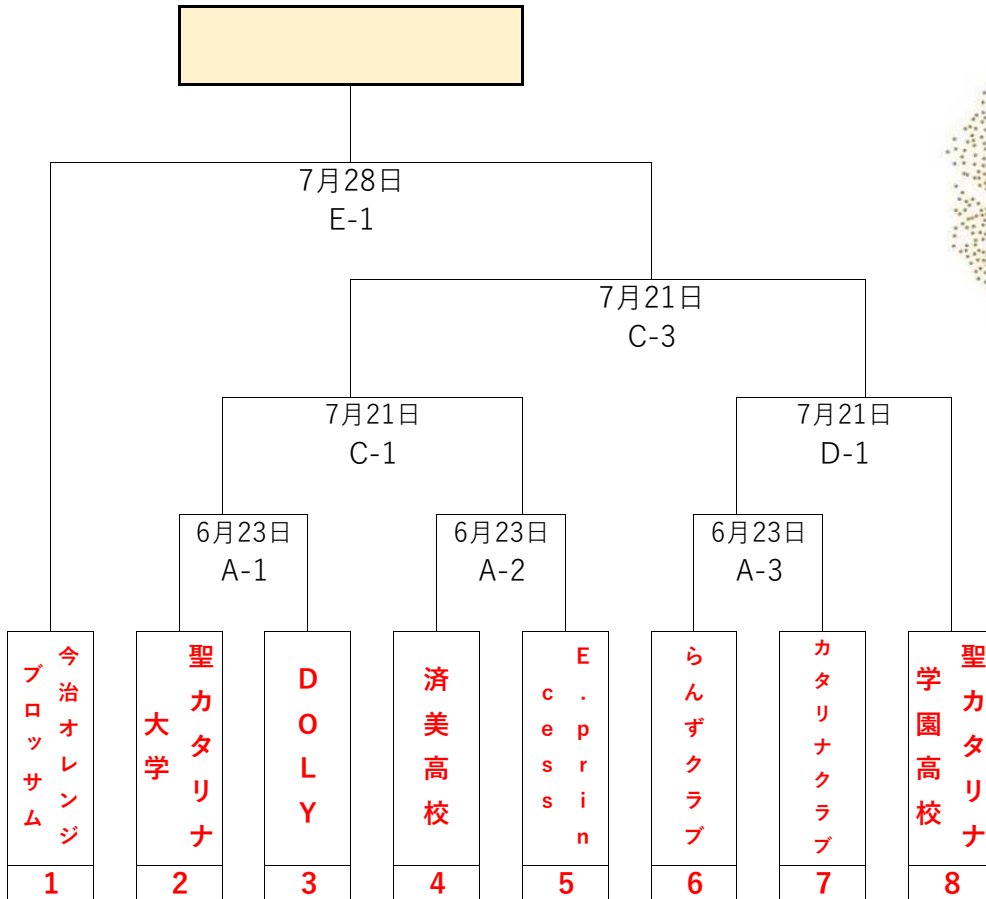 7月28日
E-1
7月21日
C-3
7月21日
C-1
7月21日
D-1
6月23日
A-1
6月23日
A-2
6月23日
A-3
今治オレンジ
ブロッサム
聖カタリナ
大学
DOLY
済美高校
E.prin
cess
らんずクラブ
カタリナクラブ
聖カタリナ
学園高校
1
2
3
4
5
6
7
8